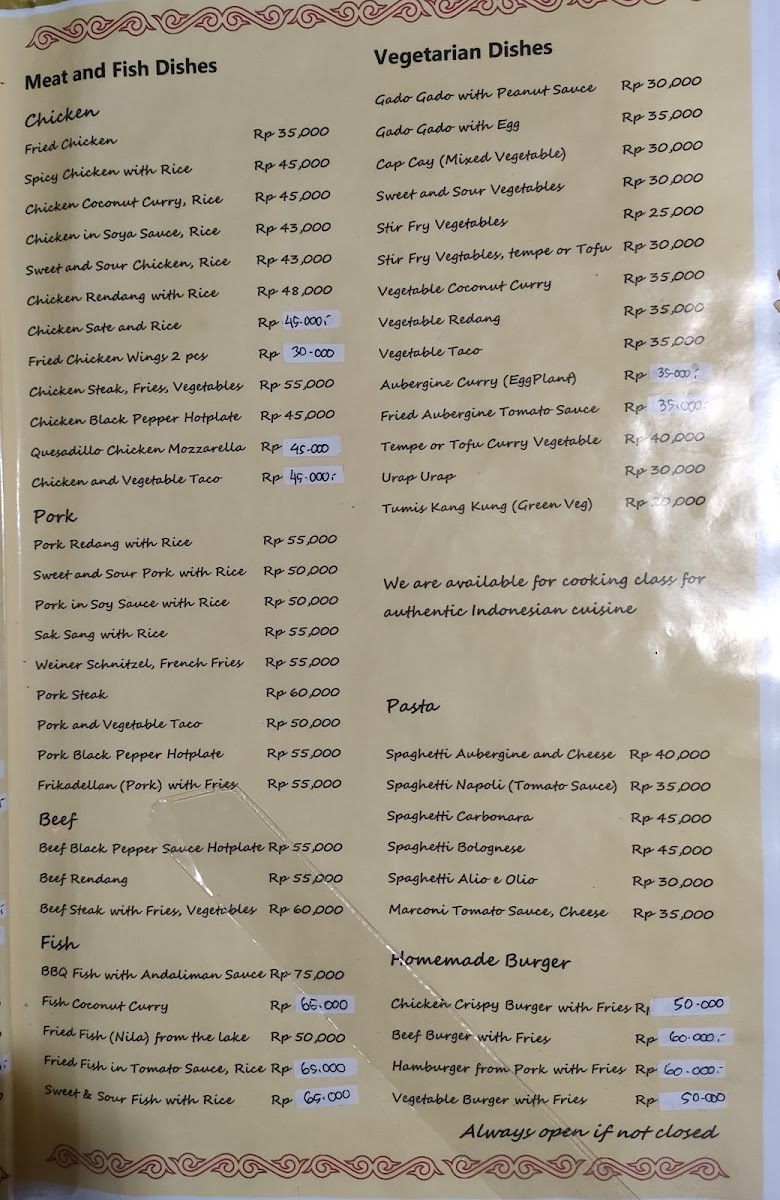 Meat and Fish Dishes
Chicken
Fried Chicken Rp 35,000
Spicy Chicken with Rice Rp 45,000
Chicken Coconut Curry, Rice Rp 45,000
Chicken in Soya Sauce, Rice Rp 43,000
Sweet and Sour Chicken, Rice Rp 43,000
Chicken Rendang with Rice Rp 48,000
Chicken Sate and Rice Rp 45.000,-
Fried Chicken Wings 2 pcs Rp 30-000
Chicken Steak, Fries, Vegetables Rp 55,000
Chicken Black Pepper Hotplate Rp 45,000
Quesadillo Chicken Mozzarella Rp 45-000
Chicken and Vegetable Taco Rp 45.000,-
Pork
Pork Redang with Rice Rp 55,000
Sweet and Sour Pork with Rice Rp 50,000
Pork in Soy Sauce with Rice Rp 50,000
Sak Sang with Rice Rp 55,000
Weiner Schnitzel, French Fries Rp 55,000
Pork Steak Rp 60,000
Pork and Vegetable Taco Rp 50,000
Pork Black Pepper Hotplate Rp 55,000
Frikadellan (Pork) with Fries Rp 55,000
Beef
Beef Black Pepper Sauce Hotplate Rp 55,000
Beef Rendang Rp 55,000
Beef Steak with Fries, Vegetables Rp 60,000
Fish
BBQ Fish with Andaliman Sauce Rp 75,000
Fish Coconut Curry Rp 65.000
Fried Fish (Nila) from the lake Rp 50,000
Fried Fish in Tomato Sauce, Rice Rp 65.000
Sweet & Sour Fish with Rice Rp 65.000
Vegetarian Dishes
Gado Gado with Peanut Sauce Rp 30,000
Gado Gado with Egg Rp 35,000
Cap Cay (Mixed Vegetable) Rp 30,000
Sweet and Sour Vegetables Rp 30,000
Stir Fry Vegetables Rp 25,000
Stir Fry Vegtables, tempe or Tofu Rp 30,000
Vegetable Coconut Curry Rp 35,000
Vegetable Redang Rp 35,000
Vegetable Taco Rp 35,000
Aubergine Curry (EggPlant) Rp 35-000,-
Fried Aubergine Tomato Sauce Rp 35.000-
Tempe or Tofu Curry Vegetable Rp 40,000
Urap Urap Rp 30,000
Tumis Kang Kung (Green Veg) Rp 20,000
We are available for cooking class for
authentic Indonesian cuisine
Pasta
Spaghetti Aubergine and Cheese Rp 40,000
Spaghetti Napoli (Tomato Sauce) Rp 35,000
Spaghetti Carbonara Rp 45,000
Spaghetti Bolognese Rp 45,000
Spaghetti Alio e Olio Rp 30,000
Marconi Tomato Sauce, Cheese Rp 35,000
Homemade Burger
Chicken Crispy Burger with Fries Rp 50-000
Beef Burger with Fries Rp 60.000,-
Hamburger from Pork with Fries Rp 60.000,-
Vegetable Burger with Fries Rp 50-000
Always open if not closed